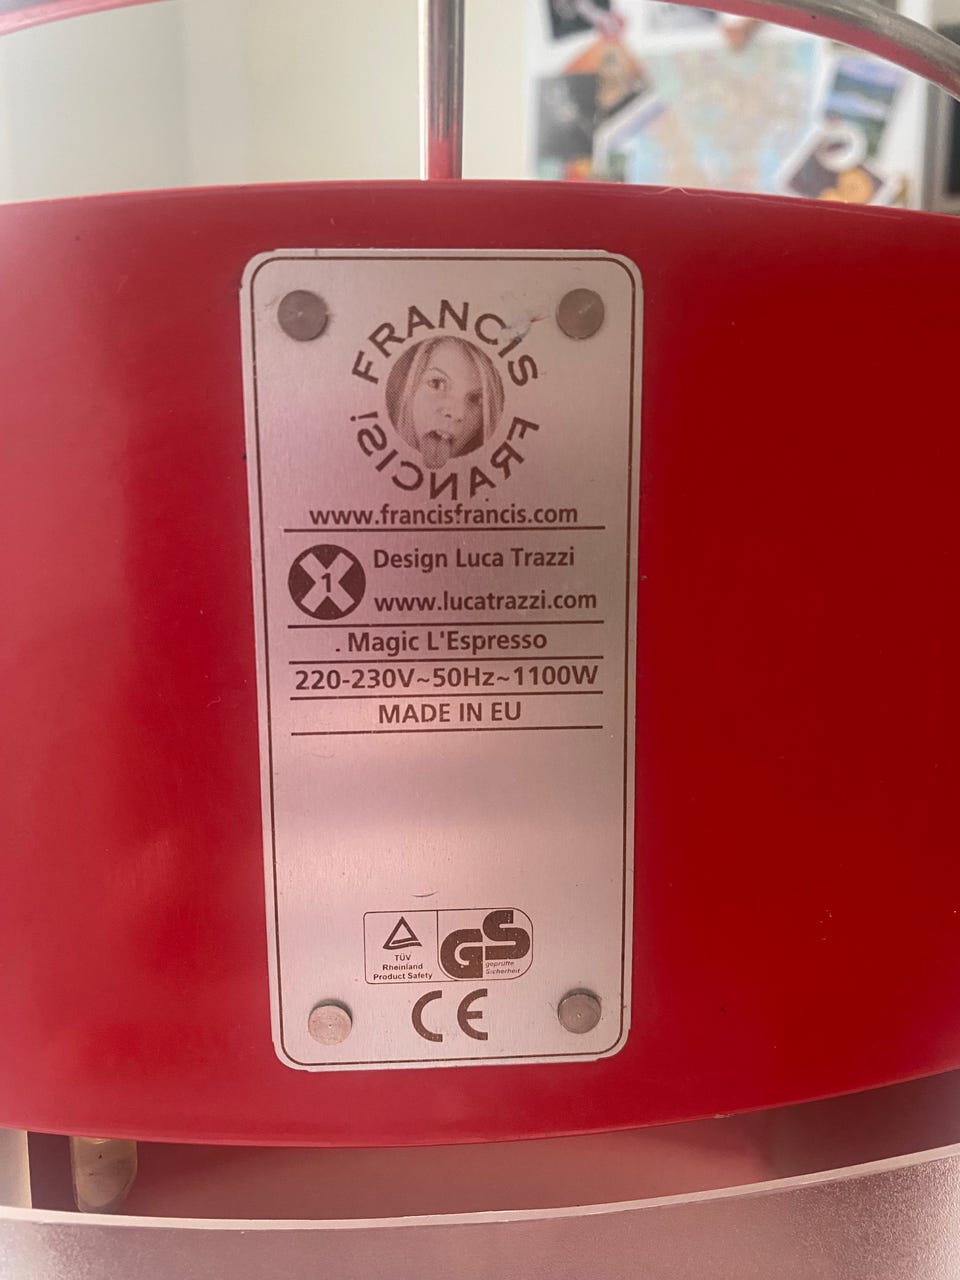 FRANCIS FRANCIS!
www.francisfrancis.com
X1 Design Luca Trazzi
www.lucatrazzi.com
. Magic L'Espresso
220-230V~50Hz~1100W
MADE IN EU
TÜV
Rheinland
Product Safety
GS
geprüfte
Sicherheit
CE